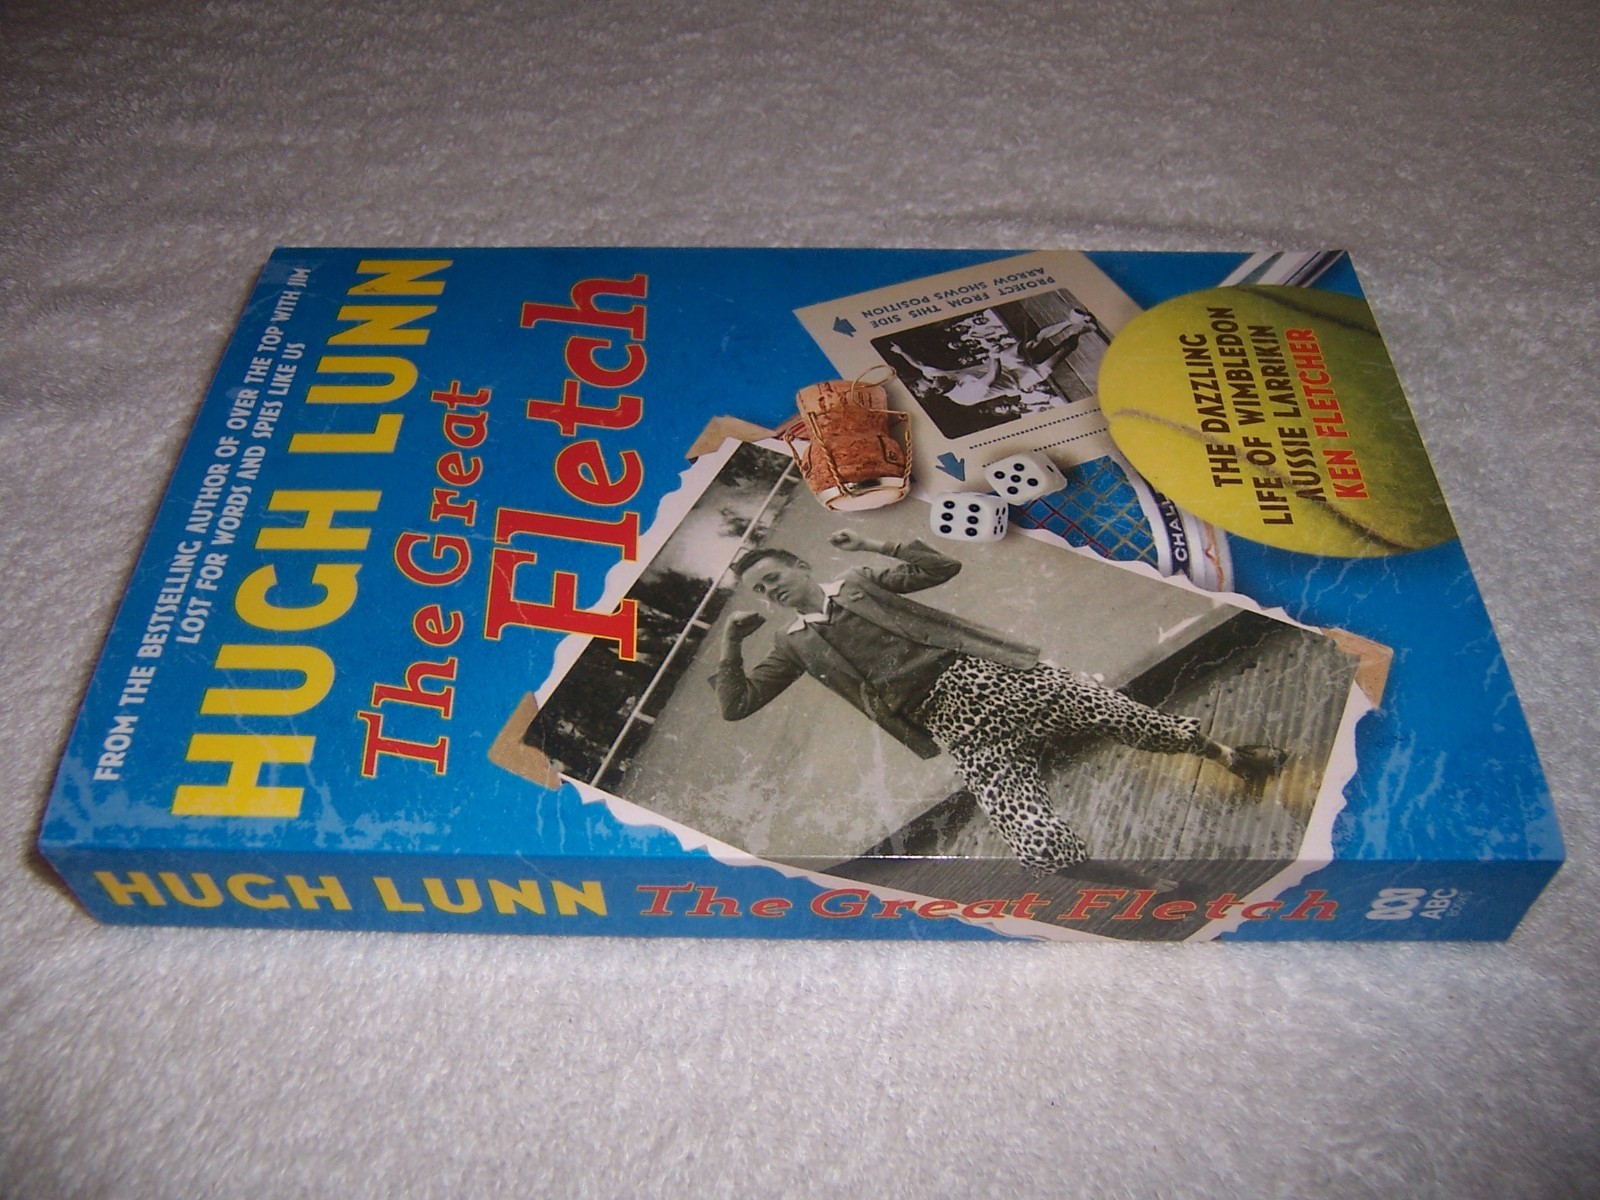 FROM THE BESTSELLING AUTHOR OF OVER THE TOP WITH JIM
LOST FOR WORDS AND SPIES LIKE US
HUGH LUNN
The Great
Fletch
PROJECT FROM THIS SIDE
ARROW SHOWS POSITION
CHALL
THE DAZZLING
LIFE OF WIMBLEDON
AUSSIE LARRIKIN
KEN FLETCHER
HUGH LUNN The Great Fletch
ABC
BOOKS